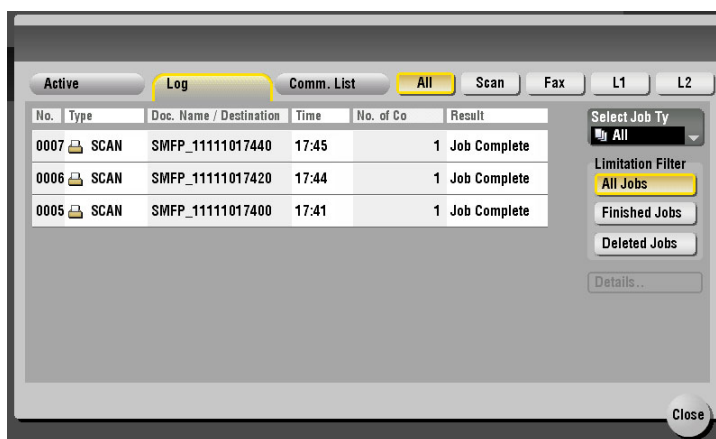 Active Log Comm. List All Scan Fax L1 L2
No. Type Doc. Name / Destination Time No. of Co Result
0007 SCAN SMFP_11111017440 17:45 1 Job Complete
0006 SCAN SMFP_11111017420 17:44 1 Job Complete
0005 SCAN SMFP_11111017400 17:41 1 Job Complete
Select Job Ty
All
Limitation Filter
All Jobs
Finished Jobs
Deleted Jobs
Details..
Close